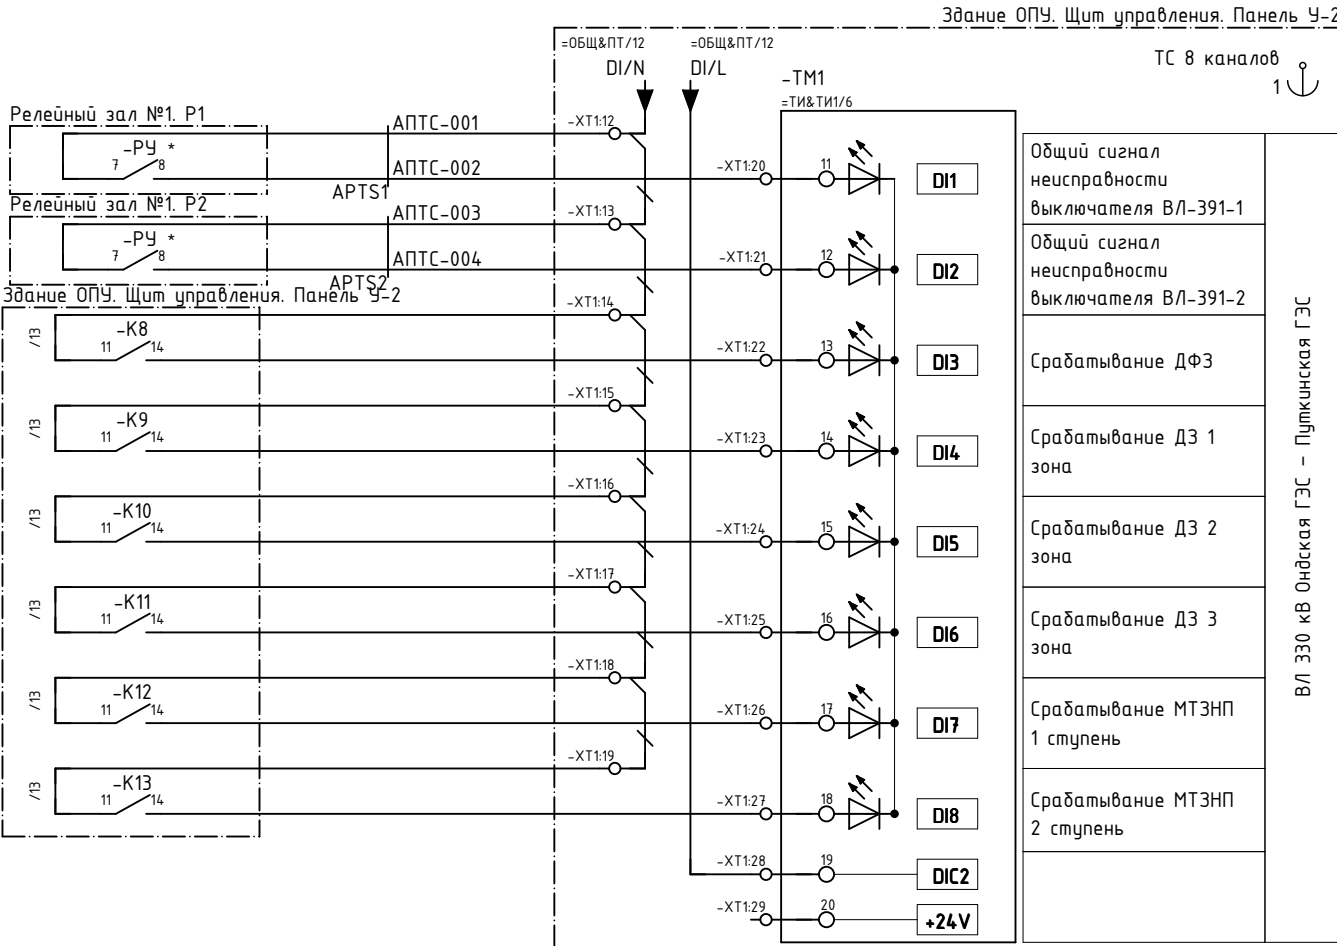 Здание ОПУ. Щит управления. Панель У-2
=ОБЩ&ПТ/12
=ОБЩ&ПТ/12
DI/N
DI/L
ТС 8 каналов
1
-ТМ1
=ТИ&ТИ1/6
Релейный зал №1. Р1
-РУ *
7
8
АПТС-001
АПТС-002
APTS1
-XT1:12
-XT1:20
11
DI1
Общий сигнал
неисправности
выключателя ВЛ-391-1
Релейный зал №1. Р2
-РУ *
7
8
АПТС-003
АПТС-004
APTS2
-XT1:13
-XT1:21
12
DI2
Общий сигнал
неисправности
выключателя ВЛ-391-2
Здание ОПУ. Щит управления. Панель У-2
/13
-К8
11
14
-XT1:14
-XT1:22
13
DI3
Срабатывание ДФЗ
/13
-К9
11
14
-XT1:15
-XT1:23
14
DI4
Срабатывание ДЗ 1
зона
/13
-К10
11
14
-XT1:16
-XT1:24
15
DI5
Срабатывание ДЗ 2
зона
/13
-К11
11
14
-XT1:17
-XT1:25
16
DI6
Срабатывание ДЗ 3
зона
/13
-К12
11
14
-XT1:18
-XT1:26
17
DI7
Срабатывание МТЗНП
1 ступень
/13
-К13
11
14
-XT1:19
-XT1:27
18
DI8
Срабатывание МТЗНП
2 ступень
-XT1:28
19
DIC2
-XT1:29
20
+24V
ВЛ 330 кВ Ондская ГЭС - Путкинская ГЭС